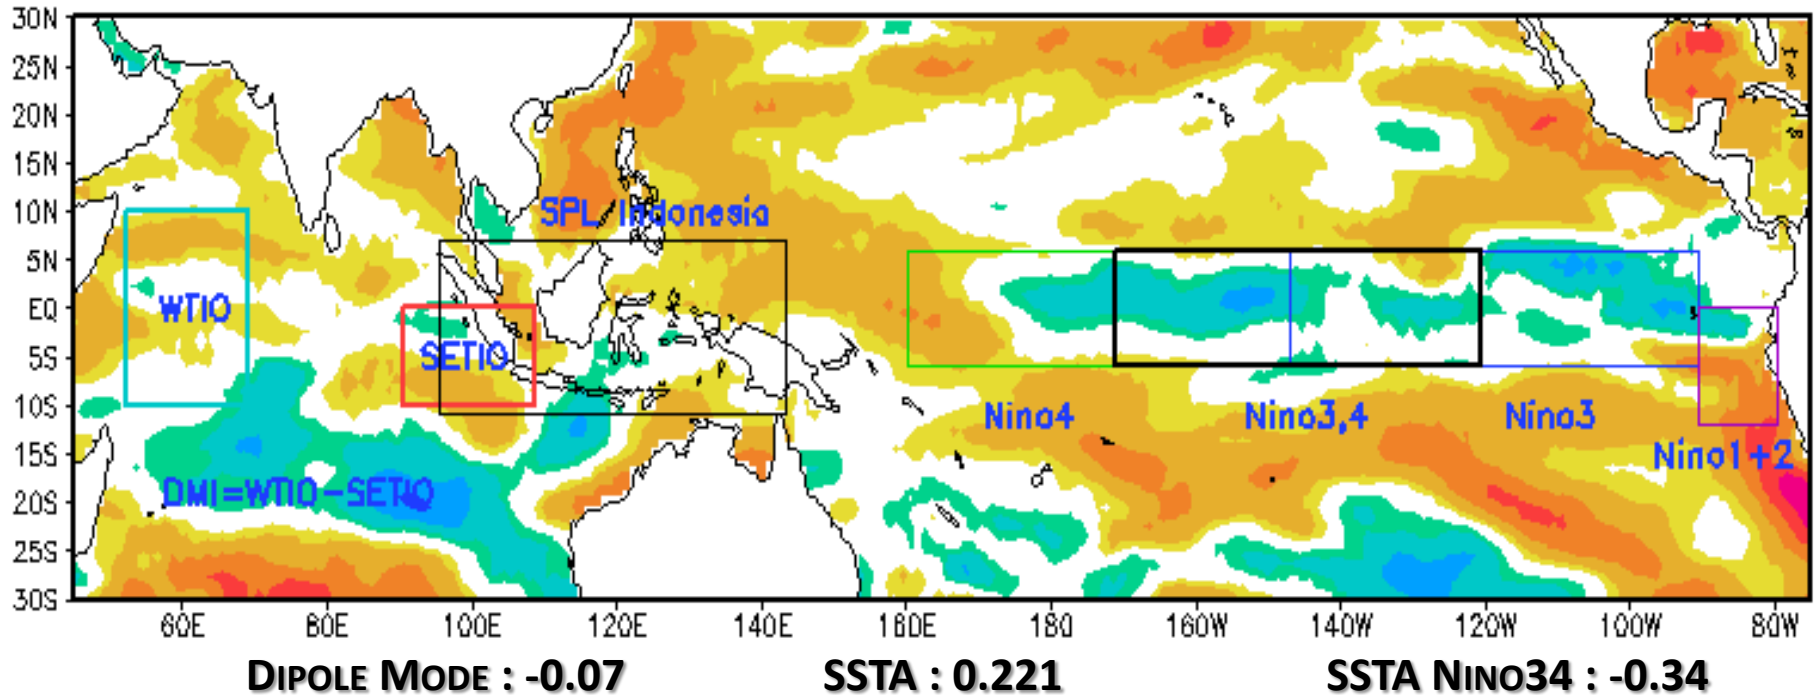 30N
25N
20N
15N
10N
5N
EQ
5S
10S
15S
20S
25S
30S
SPL Indonesia
WTIO
SETIO
Nino4
Nino3,4
Nino3
Nino1+2
DMI=WTIO-SETIO
60E 80E 100E 120E 140E 160E 180 160W 140W 120W 100W 80W
DIPOLE MODE : -0.07 SSTA : 0.221 SSTA NINO34 : -0.34